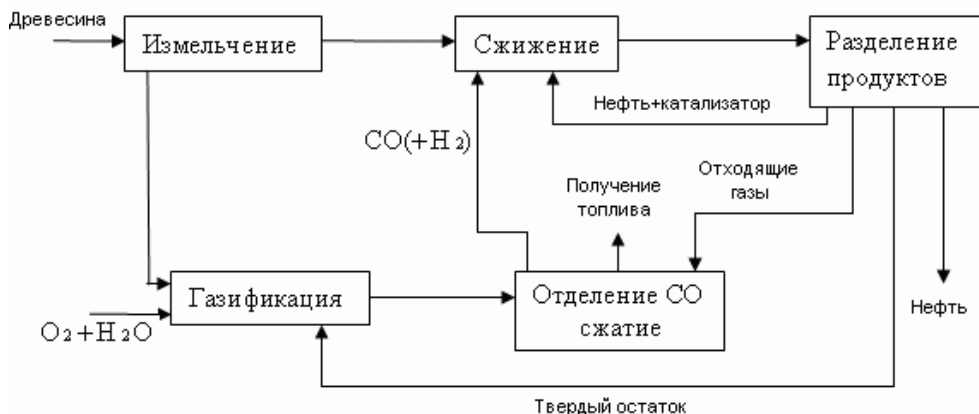 Древесина
Измельчение
Сжижение
Разделение
продуктов
Нефть+катализатор
CO(+H₂)
Получение
топлива
Отходящие
газы
Газификация
Отделение CO
сжатие
Нефть
O₂+H₂O
Твердый остаток